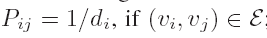 P_{ij} = 1/d_i, if (v_i, v_j) ∈ ℰ;